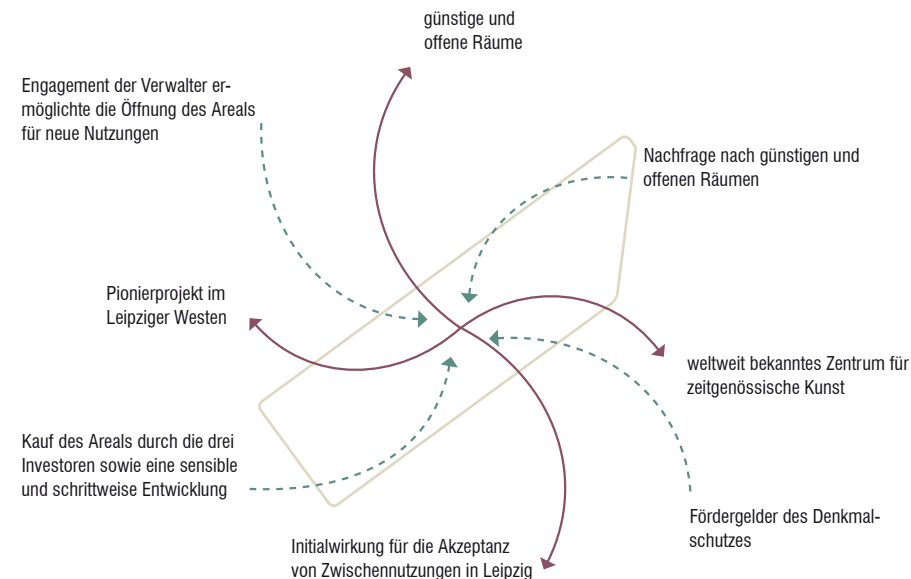 günstige und
offene Räume
Engagement der Verwalter er-
möglichte die Öffnung des Areals
für neue Nutzungen
Nachfrage nach günstigen und
offenen Räumen
Pionierprojekt im
Leipziger Westen
weltweit bekanntes Zentrum für
zeitgenössische Kunst
Kauf des Areals durch die drei
Investoren sowie eine sensible
und schrittweise Entwicklung
Fördergelder des Denkmal-
schutzes
Initialwirkung für die Akzeptanz
von Zwischennutzungen in Leipzig